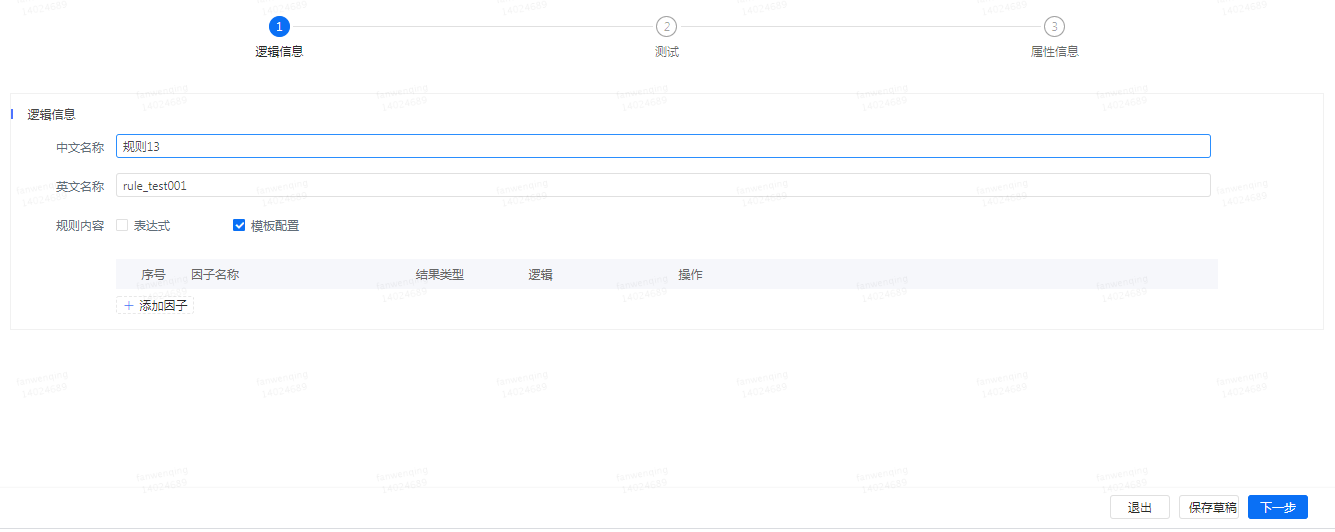 1
2
3
逻辑信息
测试
属性信息
逻辑信息
中文名称
规则13
英文名称
rule_test001
规则内容
表达式
模板配置
序号 因子名称 结果类型 逻辑 操作
+ 添加因子
退出
保存草稿
下一步